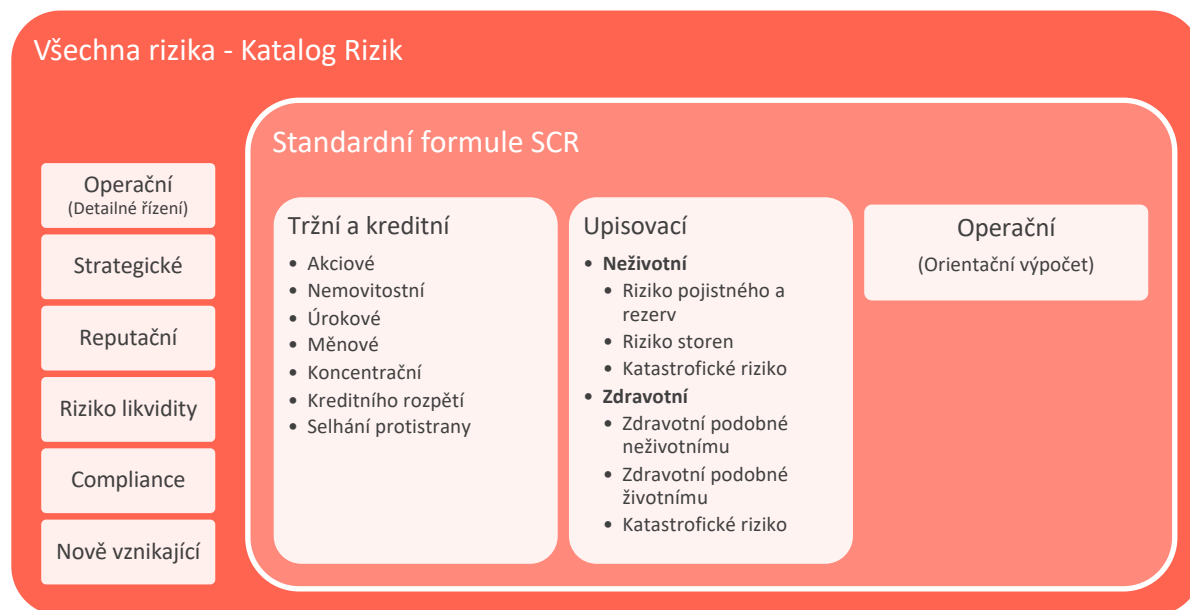 Všechna rizika - Katalog Rizik
Operační
(Detailné řízení)
Strategické
Reputační
Riziko likvidity
Compliance
Nově vznikající
Standardní formule SCR
Tržní a kreditní
• Akciové
• Nemovitostní
• Úrokové
• Měnové
• Koncentrační
• Kreditního rozpětí
• Selhání protistrany
Upisovací
• Neživotní
• Riziko pojistného a
rezerv
• Riziko storen
• Katastrofické riziko
• Zdravotní
• Zdravotní podobné
neživotnímu
• Zdravotní podobné
životnímu
• Katastrofické riziko
Operační
(Orientační výpočet)